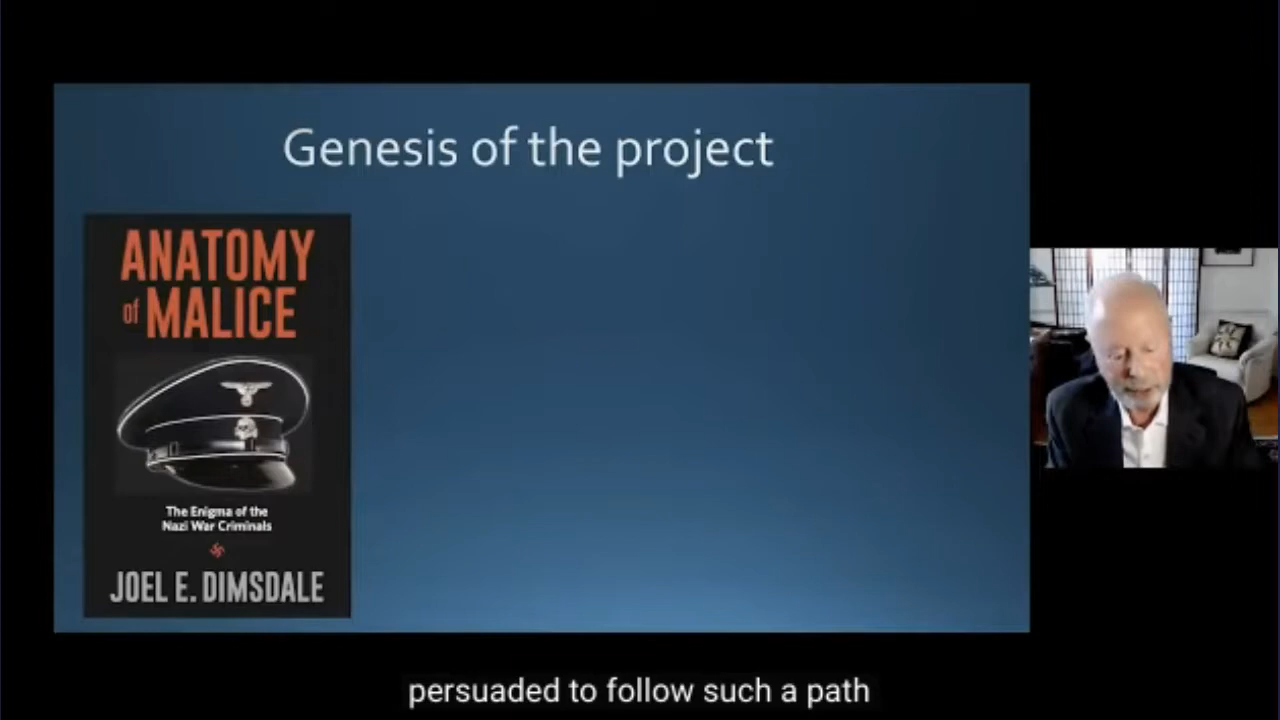 Genesis of the project
ANATOMY
of MALICE
The Enigma of the
Nazi War Criminals
JOEL E. DIMSDALE
persuaded to follow such a path